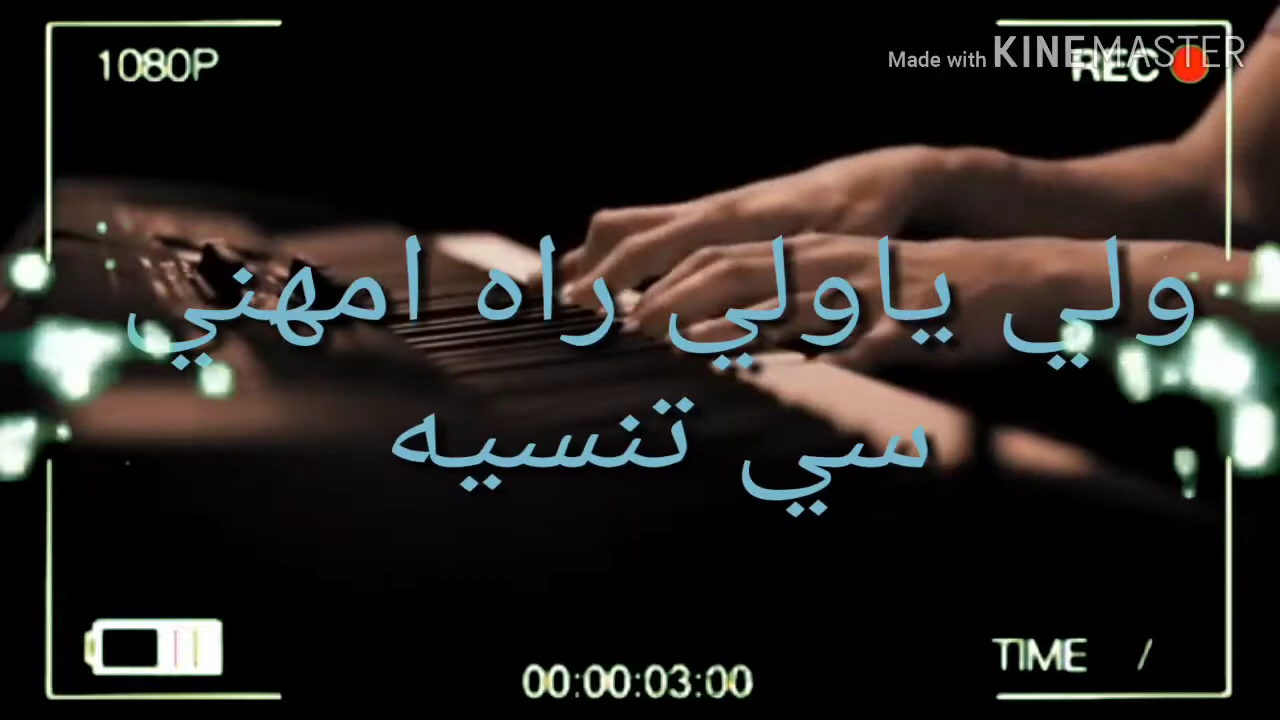 1080P
Made with KINEMASTER
REC
ولي ياولي راه امهني
سي تنسيه
00:00:03:00
TIME /